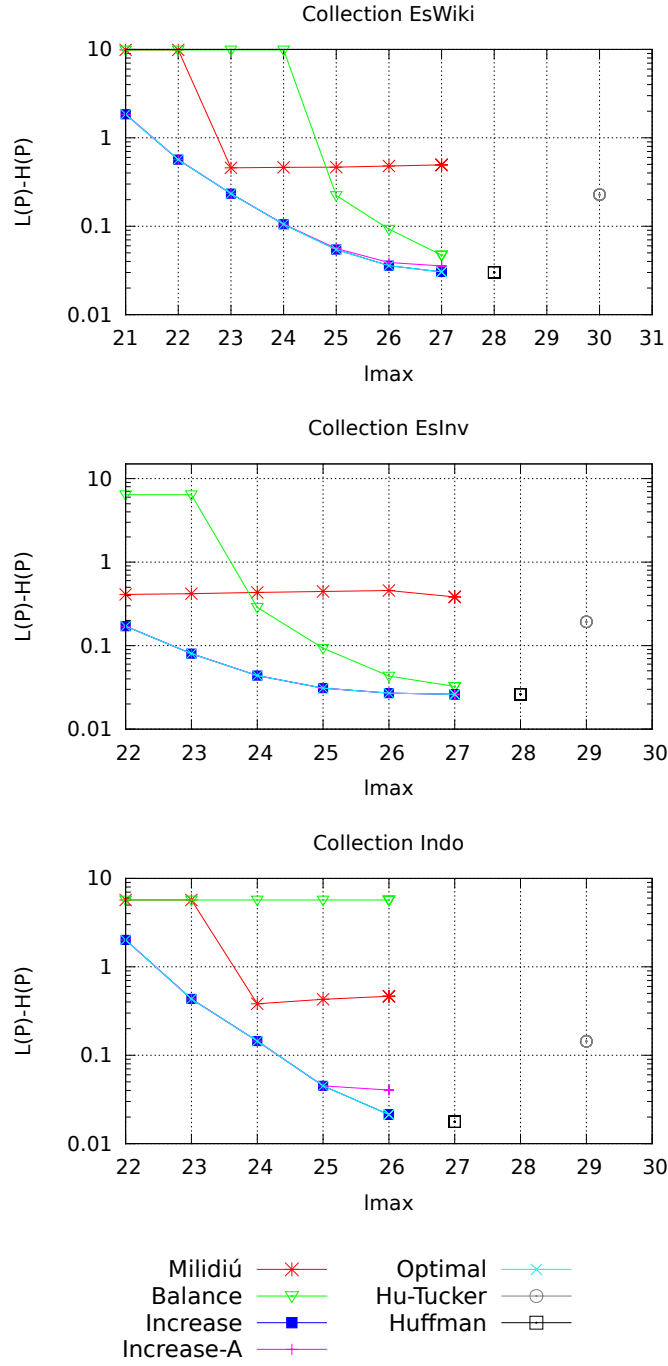 Collection EsWiki
10
1
0.1
0.01
L(P)-H(P)
21 22 23 24 25 26 27 28 29 30 31
lmax
Collection EsInv
10
1
0.1
0.01
L(P)-H(P)
22 23 24 25 26 27 28 29 30
lmax
Collection Indo
10
1
0.1
0.01
L(P)-H(P)
22 23 24 25 26 27 28 29 30
lmax
Milidiú
Balance
Increase
Increase-A
Optimal
Hu-Tucker
Huffman